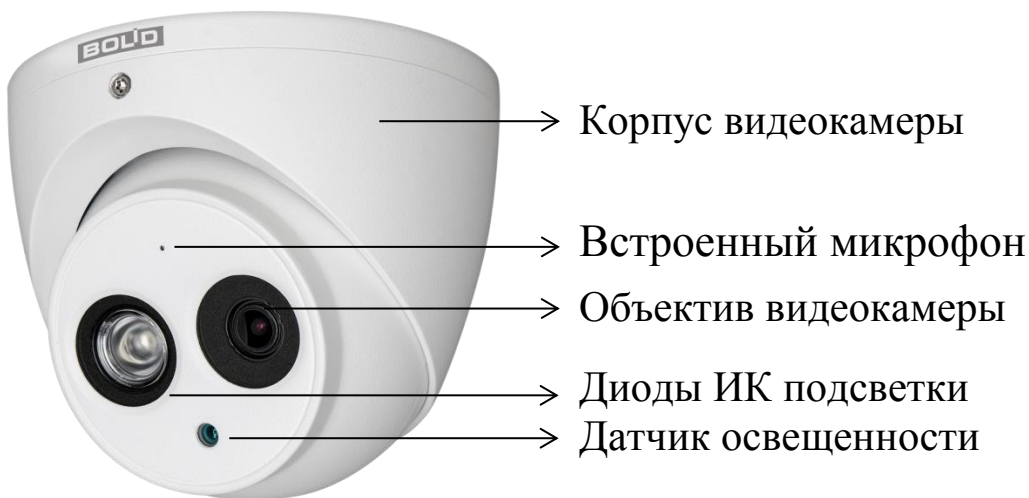 BOLID
Корпус видеокамеры
Встроенный микрофон
Объектив видеокамеры
Диоды ИК подсветки
Датчик освещенности